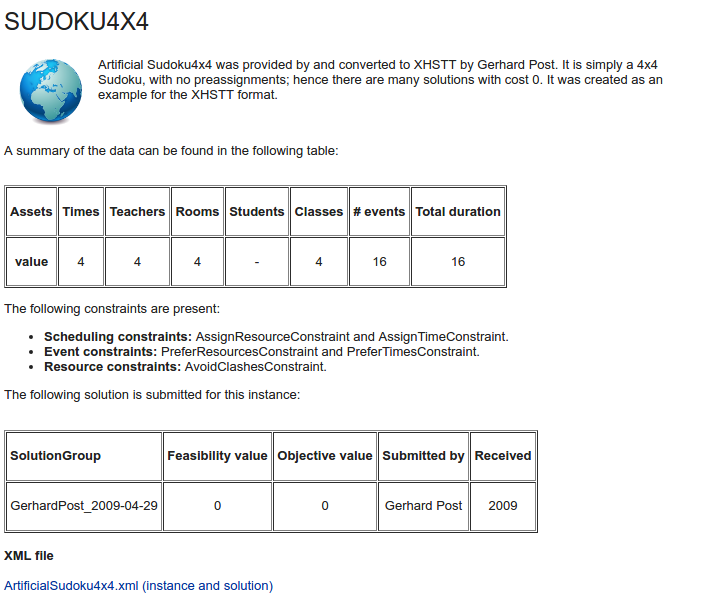 SUDOKU4X4
Artificial Sudoku4x4 was provided by and converted to XHSTT by Gerhard Post. It is simply a 4x4
Sudoku, with no preassignments; hence there are many solutions with cost 0. It was created as an
example for the XHSTT format.
A summary of the data can be found in the following table:
Assets Times Teachers Rooms Students Classes # events Total duration
value 4 4 4 - 4 16 16
The following constraints are present:
• Scheduling constraints: AssignResourceConstraint and AssignTimeConstraint.
• Event constraints: PreferResourcesConstraint and PreferTimesConstraint.
• Resource constraints: AvoidClashesConstraint.
The following solution is submitted for this instance:
SolutionGroup Feasibility value Objective value Submitted by Received
GerhardPost_2009-04-29 0 0 Gerhard Post 2009
XML file
ArtificialSudoku4x4.xml (instance and solution)